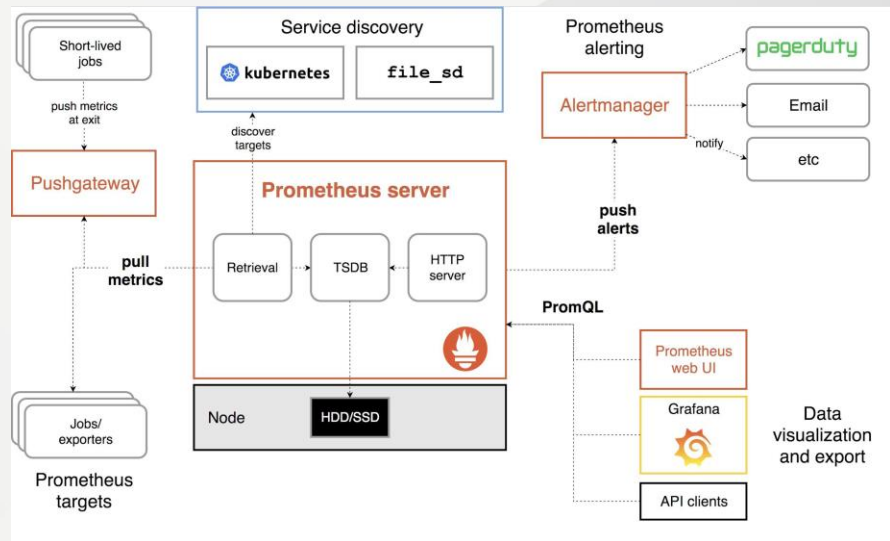 Short-lived
jobs
push metrics
at exit
Pushgateway
Service discovery
kubernetes
file_sd
discover
targets
Prometheus
alerting
Alertmanager
pagerduty
Email
notify
etc
Prometheus server
Retrieval
TSDB
HTTP
server
pull
metrics
push
alerts
PromQL
Node
HDD/SSD
Jobs/
exporters
Prometheus
targets
Prometheus
web UI
Grafana
API clients
Data
visualization
and export